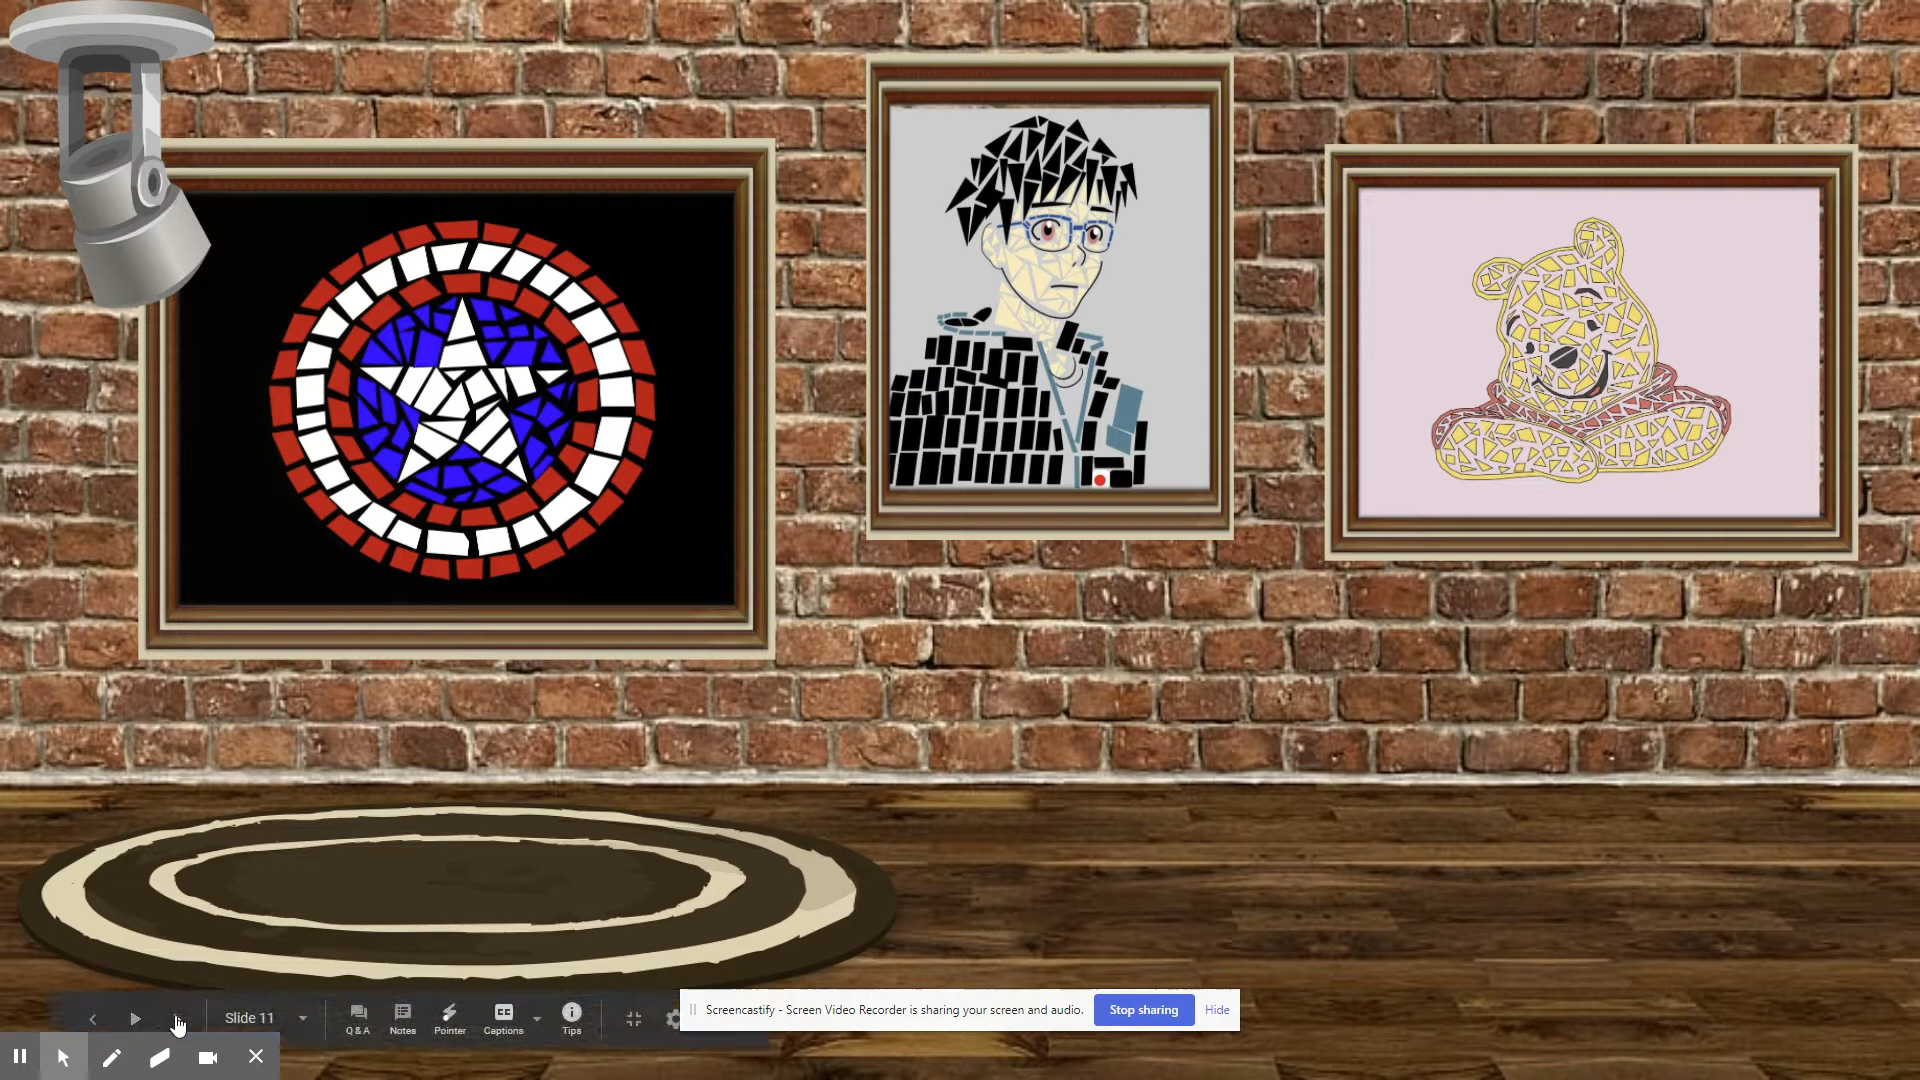 Slide 11
Q & A
Notes
Pointer
CC
Captions
Tips
Screencastify - Screen Video Recorder is sharing your screen and audio.
Stop sharing
Hide